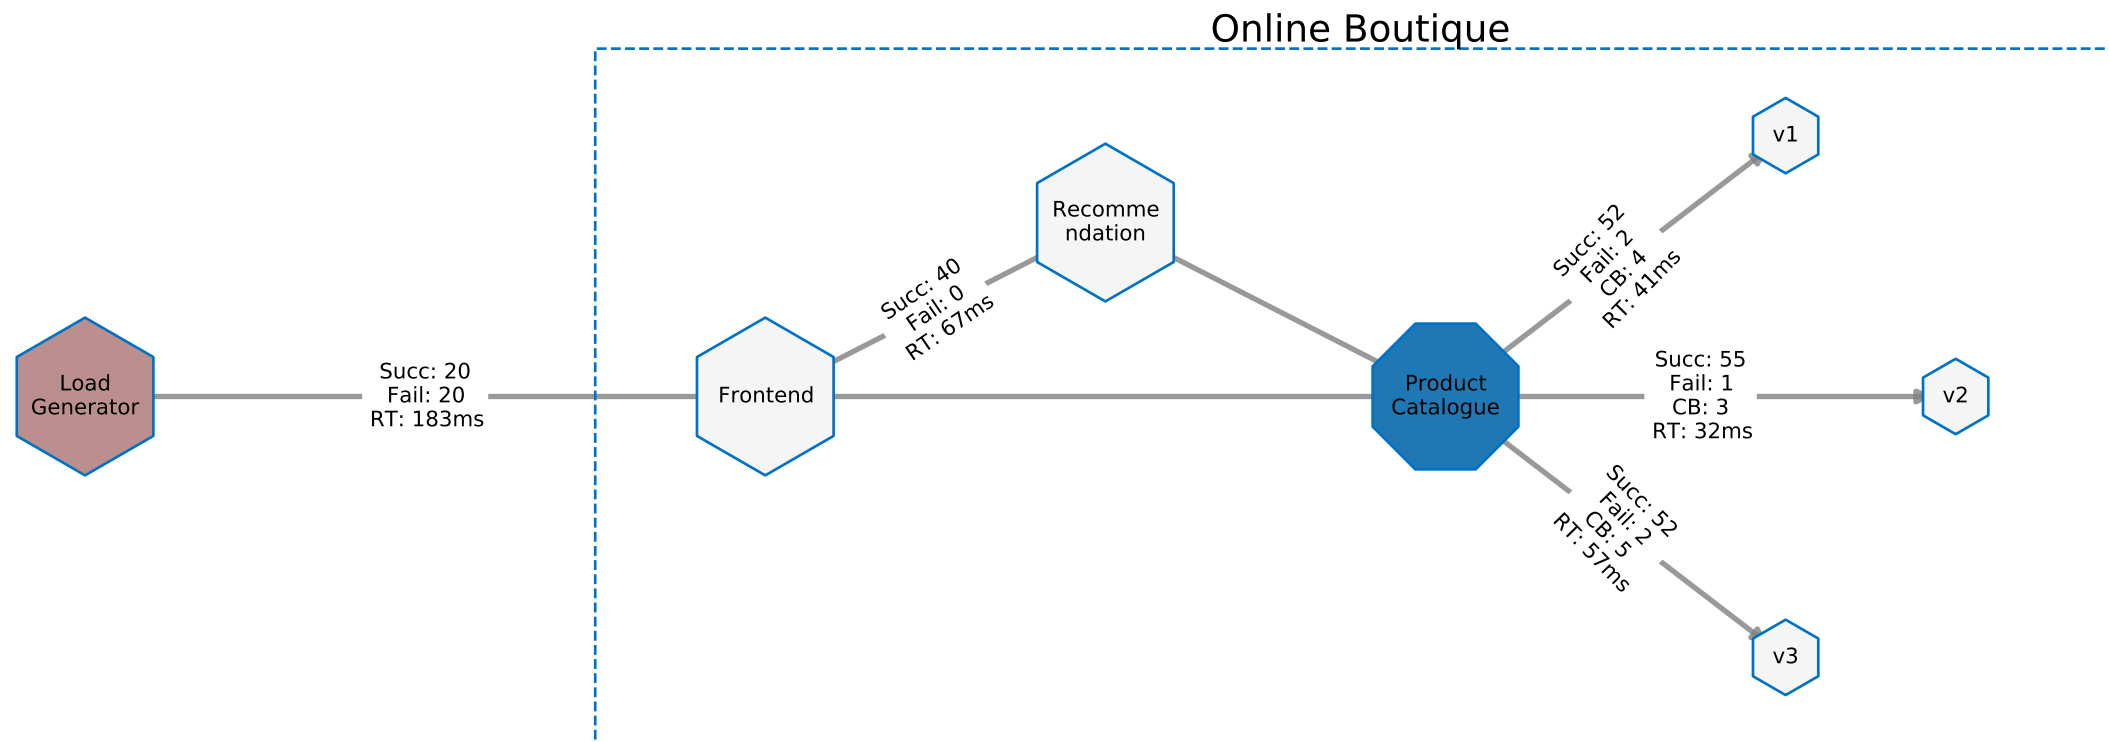 Online Boutique
v1
Recomme
ndation
Succ: 52
Fail: 2
CB: 4
RT: 41ms
Succ: 40
Fail: 0
RT: 67ms
Load
Generator
Succ: 20
Fail: 20
RT: 183ms
Frontend
Product
Catalogue
Succ: 55
Fail: 1
CB: 3
RT: 32ms
v2
Succ: 52
Fail: 2
CB: 5
RT: 57ms
v3